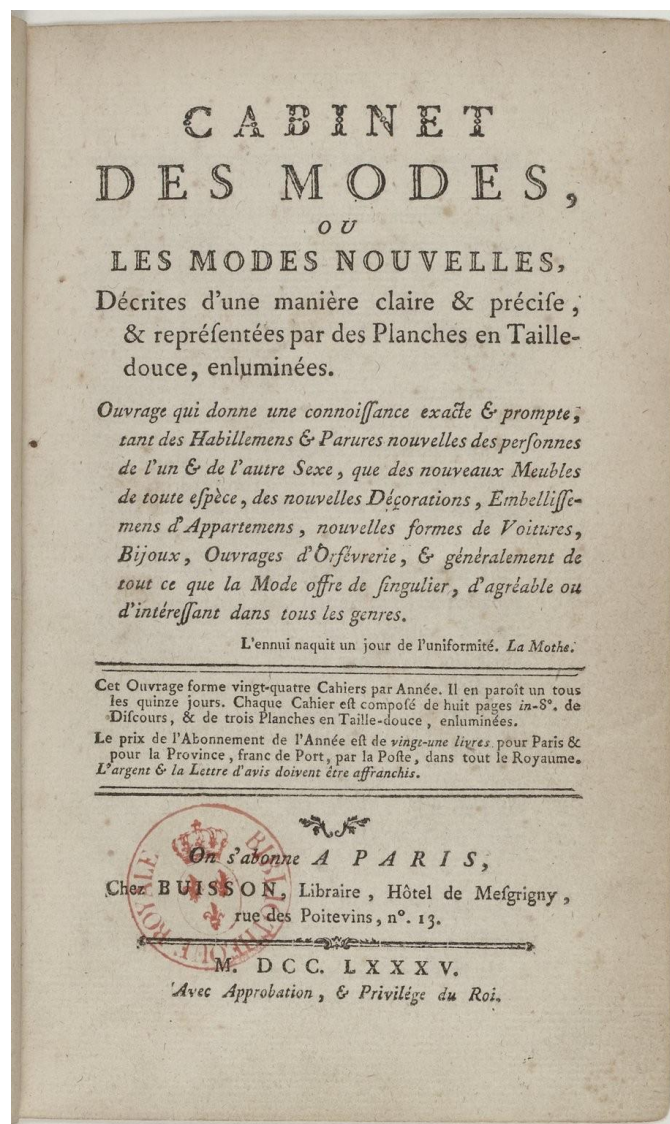 CABINET
DES MODES,
OU
LES MODES NOUVELLES,
Décrites d'une manière claire & précise,
& représentées par des Planches en Taille-
douce, enluminées.
Ouvrage qui donne une connoissance exacte & prompte,
tant des Habillemens & Parures nouvelles des personnes
de l'un & de l'autre Sexe, que des nouveaux Meubles
de toute espèce, des nouvelles Décorations, Embellisse-
mens d'Appartemens, nouvelles formes de Voitures,
Bijoux, Ouvrages d'Orfévrerie, & généralement de
tout ce que la Mode offre de singulier, d'agréable ou
d'intéressant dans tous les genres.
L'ennui naquit un jour de l'uniformité. La Mothe.
Cet Ouvrage forme vingt-quatre Cahiers par Année. Il en paroît un tous
les quinze jours. Chaque Cahier est composé de huit pages in-8°. de
Discours, & de trois Planches en Taille-douce, enluminées.
Le prix de l'Abonnement de l'Année est de vingt-une livres pour Paris &
pour la Province, franc de Port, par la Poste, dans tout le Royaume.
L'argent & la Lettre d'avis doivent être affranchis.
On s'abonne A PARIS,
Chez BUISSON, Libraire, Hôtel de Mesgrigny,
rue des Poitevins, n°. 13.
BIBLIOTHEQUE ROYALE
M. DCC. LXXXV.
Avec Approbation, & Privilége du Roi.